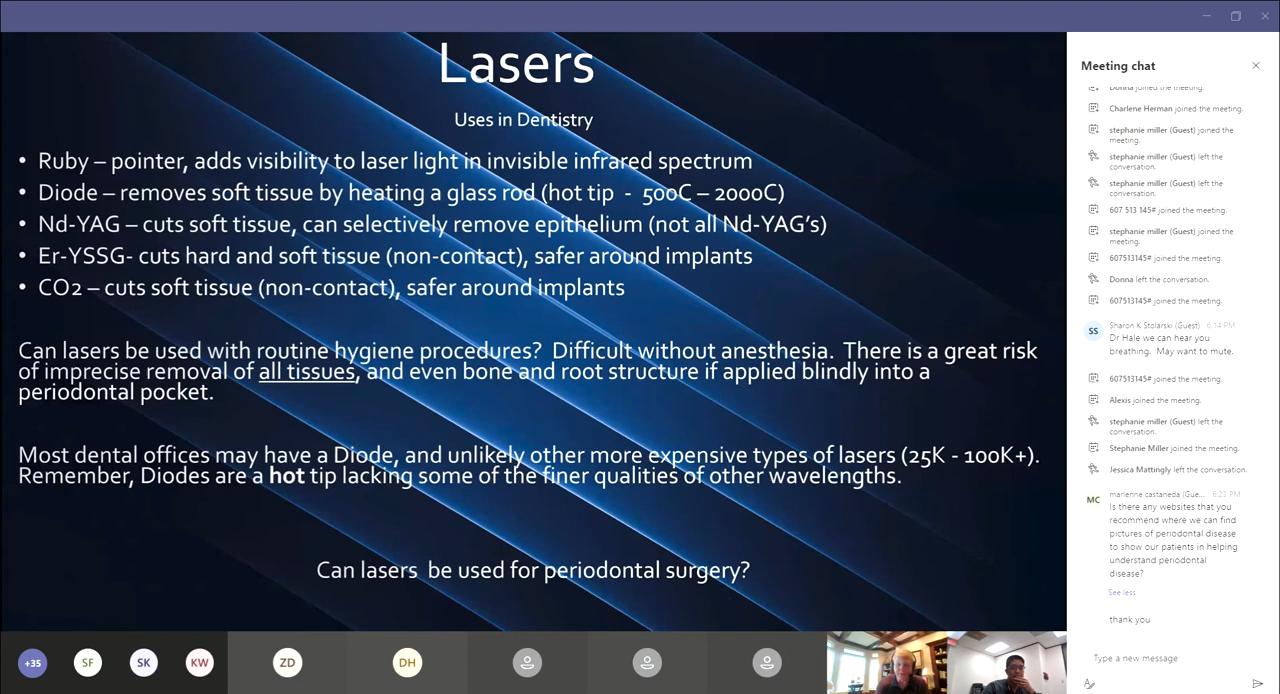 Lasers
Uses in Dentistry
• Ruby – pointer, adds visibility to laser light in invisible infrared spectrum
• Diode – removes soft tissue by heating a glass rod (hot tip - 500C – 2000C)
• Nd-YAG – cuts soft tissue, can selectively remove epithelium (not all Nd-YAG's)
• Er-YSSG- cuts hard and soft tissue (non-contact), safer around implants
• CO2 – cuts soft tissue (non-contact), safer around implants
Can lasers be used with routine hygiene procedures? Difficult without anesthesia. There is a great risk
of imprecise removal of all tissues, and even bone and root structure if applied blindly into a
periodontal pocket.
Most dental offices may have a Diode, and unlikely other more expensive types of lasers (25K - 100K+).
Remember, Diodes are a hot tip lacking some of the finer qualities of other wavelengths.
Can lasers be used for periodontal surgery?
+35
SF
SK
KW
ZD
DH
Meeting chat
Donna joined the meeting.
Charlene Herman joined the meeting.
stephanie miller (Guest) joined the
meeting.
stephanie miller (Guest) left the
conversation.
stephanie miller (Guest) left the
conversation.
607 513 145# joined the meeting.
stephanie miller (Guest) joined the
meeting.
607513145# joined the meeting.
Donna left the conversation.
607513145# joined the meeting.
SS
Sharon K Stolarski (Guest) 6:14 PM
Dr Hale we can hear you
breathing. May want to mute.
607513145# joined the meeting.
Alexis joined the meeting.
stephanie miller (Guest) left the
conversation.
Stephanie Miller joined the meeting.
Jessica Mattingly left the conversation.
MC
marienne castaneda (Gue... 6:23 PM
Is there any websites that you
recommend where we can find
pictures of periodontal disease
to show our patients in helping
understand periodontal
disease?
See less
thank you
Type a new message